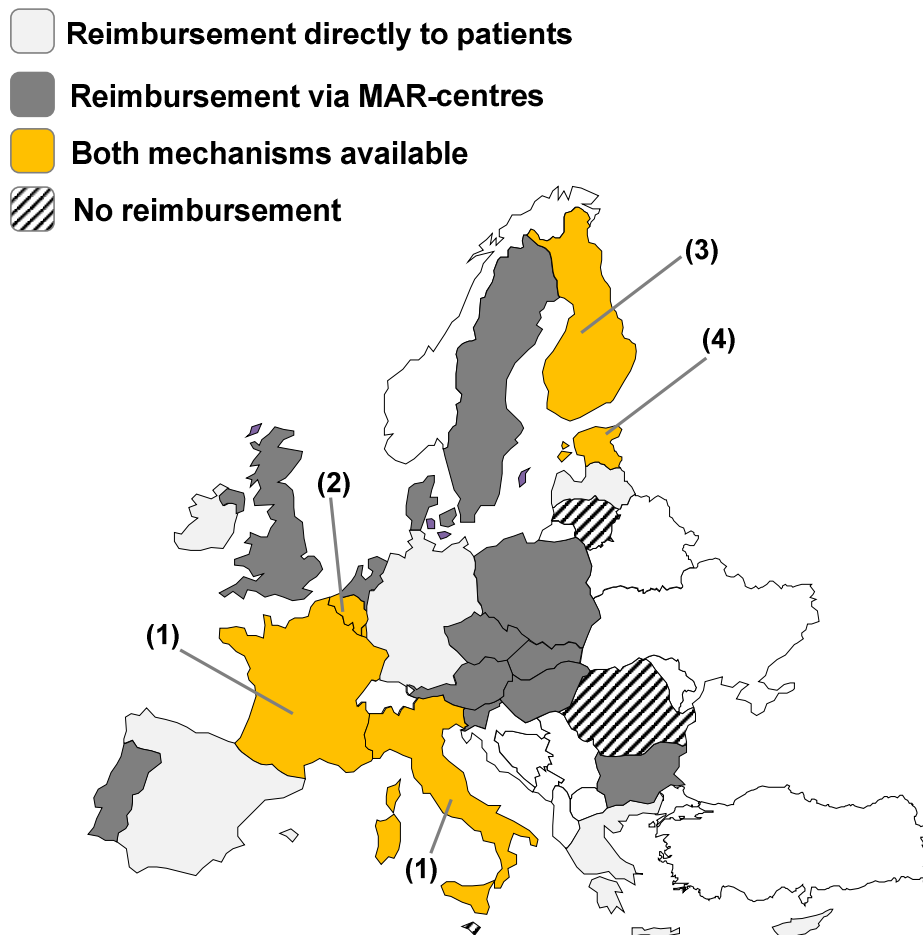 Reimbursement directly to patients
Reimbursement via MAR-centres
Both mechanisms available
No reimbursement
(3)
(4)
(2)
(1)
(1)